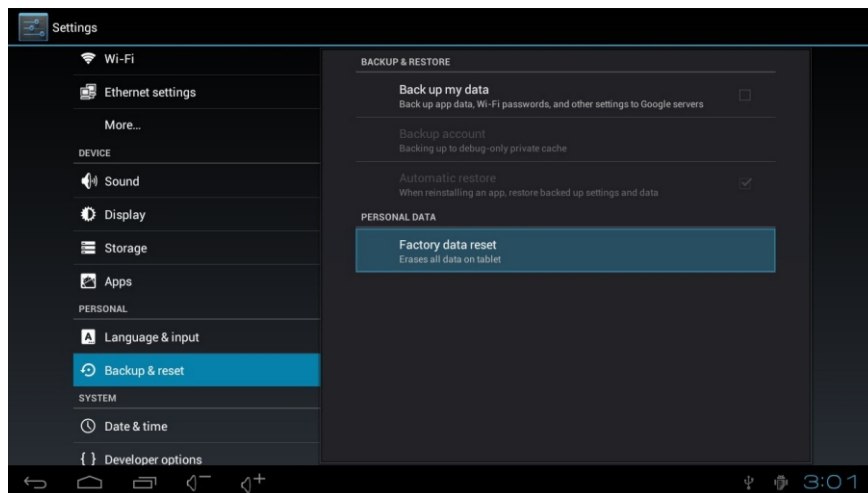 Settings
Wi-Fi
Ethernet settings
More...
DEVICE
Sound
Display
Storage
Apps
PERSONAL
A
Language & input
Backup & reset
SYSTEM
Date & time
{ } Developer options
BACKUP & RESTORE
Back up my data
Back up app data, Wi-Fi passwords, and other settings to Google servers
Backup account
Backing up to debug-only private cache
Automatic restore
When reinstalling an app, restore backed up settings and data
PERSONAL DATA
Factory data reset
Erases all data on tablet
3:01